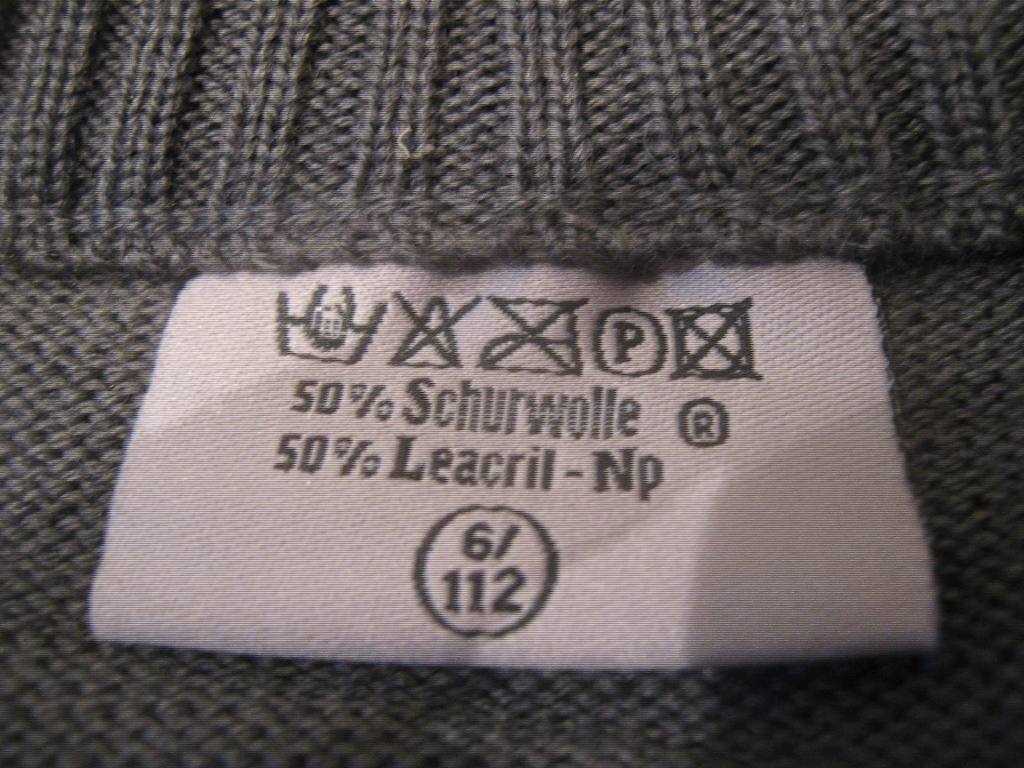 P
50% Schurwolle ®
50% Leacril - Np
6/
112